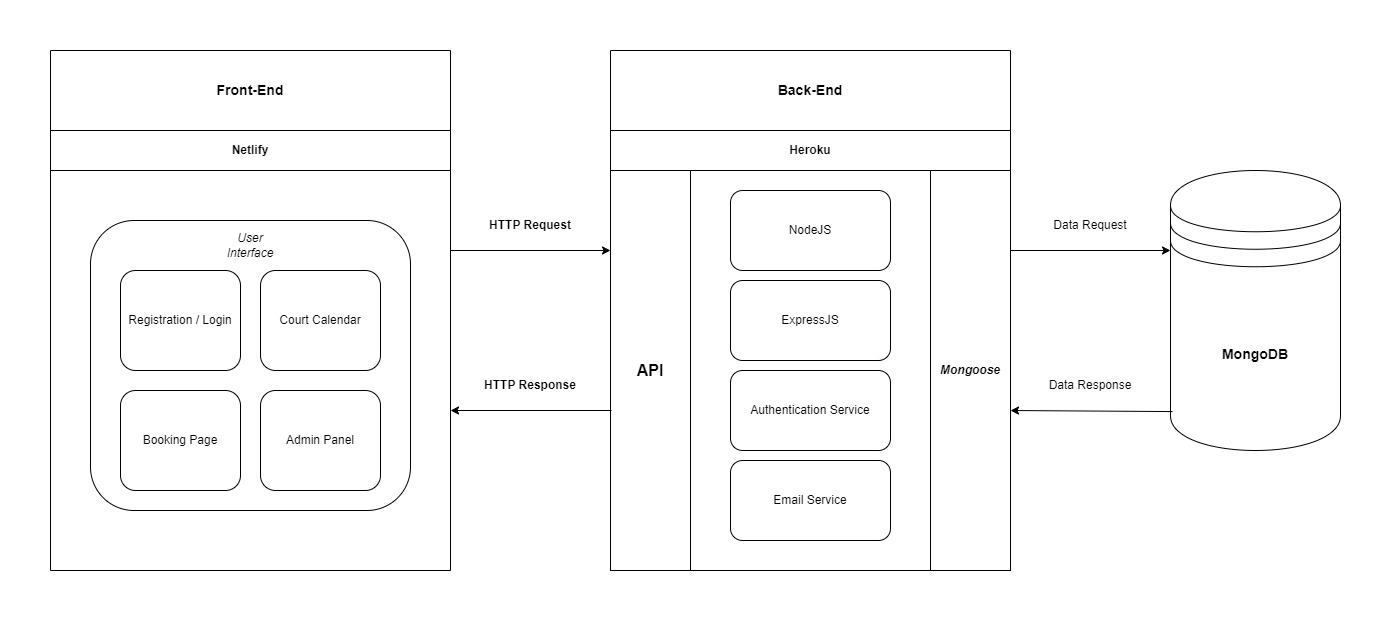 Front-End
Netlify
User
Interface
Registration / Login
Court Calendar
Booking Page
Admin Panel
HTTP Request
HTTP Response
Back-End
Heroku
API
NodeJS
ExpressJS
Authentication Service
Email Service
Mongoose
Data Request
Data Response
MongoDB